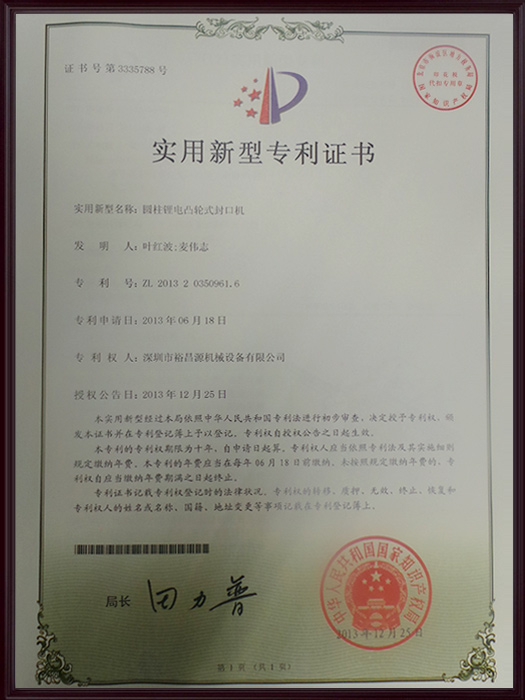 证书号第3335788号
国家知识产权局
代扣专用章
实用新型专利证书
实用新型名称：圆柱锂电凸轮式封口机
发明人：叶红波;麦伟志
专利号：ZL 2013 2 0350961.6
专利申请日：2013年06月18日
专利权人：深圳市裕昌源机械设备有限公司
授权公告日：2013年12月25日
本实用新型经过本局依照中华人民共和国专利法进行初步审查，决定授予专利权，颁
发本证书并在专利登记簿上予以登记。专利权自授权公告之日起生效。
本专利的专利权期限为十年，自申请日起算。专利权人应当依照专利法及其实施细则
规定缴纳年费。本专利的年费应当在每年06月18日前缴纳。未按照规定缴纳年费的，专
利权自应当缴纳年费期满之日起终止。
专利证书记载专利权登记时的法律状况。专利权的转移、质押、无效、终止、恢复和
专利权人的姓名或名称、国籍、地址变更等事项记载在专利登记簿上。
局长 田力普
中华人民共和国国家知识产权局
2013年12月25日
第1页（共1页）